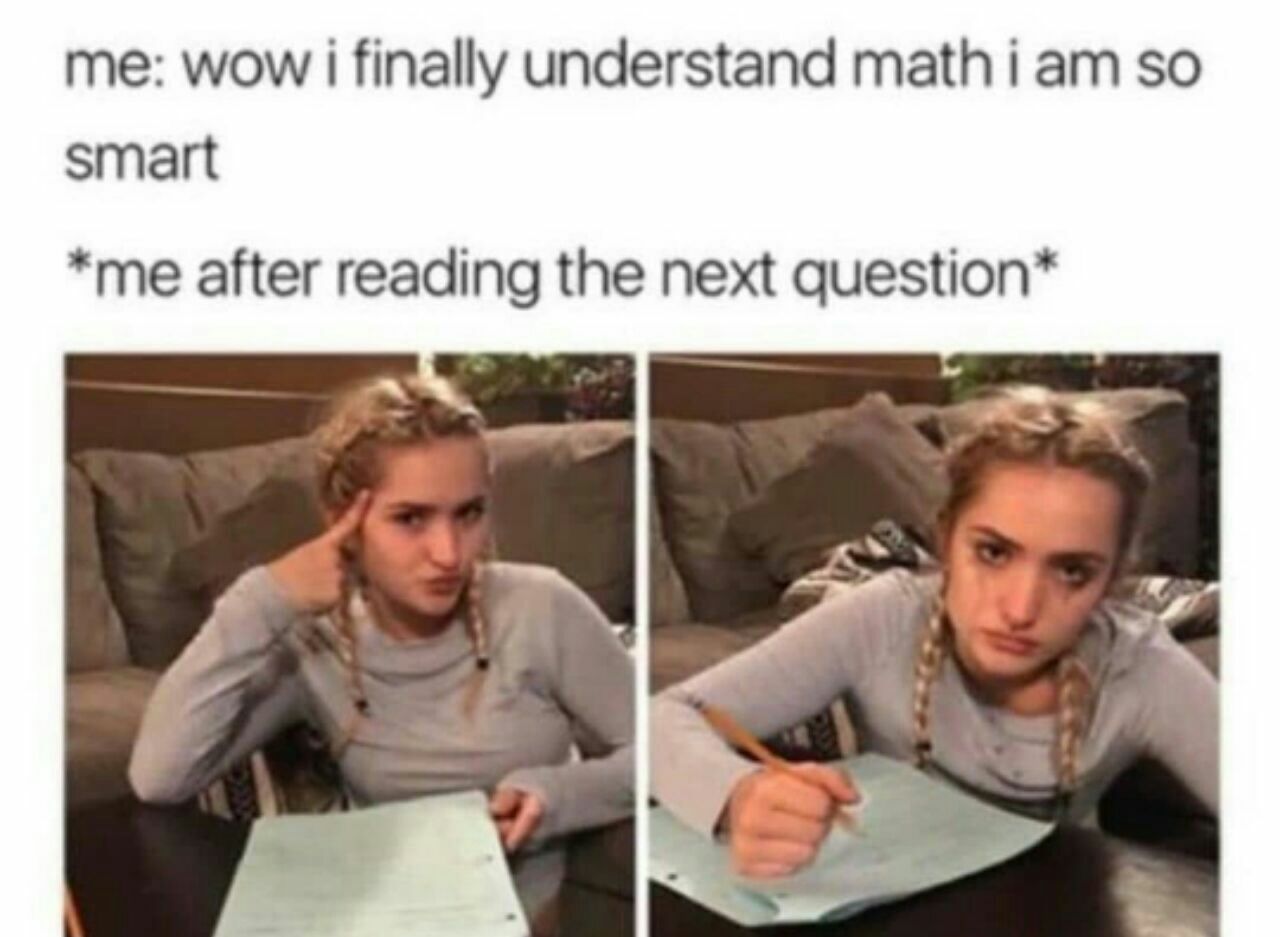 me: wow i finally understand math i am so
smart
*me after reading the next question*